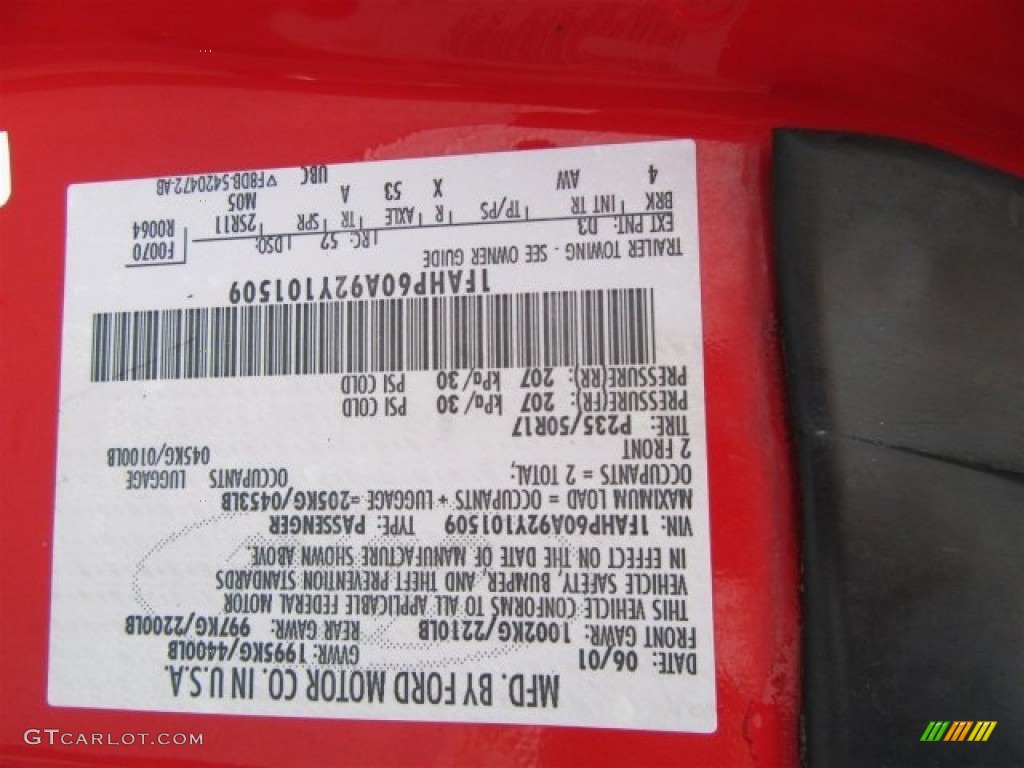 MFD. BY FORD MOTOR CO. IN U.S.A.
DATE: 06/01 GVWR: 1995KG/4400LB
FRONT GAWR: 1002KG/2210LB REAR GAWR: 997KG/2200LB
THIS VEHICLE CONFORMS TO ALL APPLICABLE FEDERAL MOTOR
VEHICLE SAFETY, BUMPER, AND THEFT PREVENTION STANDARDS
IN EFFECT ON THE DATE OF MANUFACTURE SHOWN ABOVE.
VIN: 1FAHP60A92Y101509 TYPE: PASSENGER
MAXIMUM LOAD = OCCUPANTS + LUGGAGE =205KG/0453LB
OCCUPANTS = 2 TOTAL; OCCUPANTS LUGGAGE
2 FRONT 045KG/0100LB
TIRE: P235/50R17
PRESSURE(FR): 207 kPa/30 PSI COLD
PRESSURE(RR): 207 kPa/30 PSI COLD
1FAHP60A92Y101509
TRAILER TOWING - SEE OWNER GUIDE
EXT PNT: D3 RC: 52 DSO: F0070
BRK INT TR TP/PS R AXLE TR SPR 2SR11 R0064
4 AW X 53 A UBC M05
▽F8DB-5420472-AB
GTCARLOT.COM